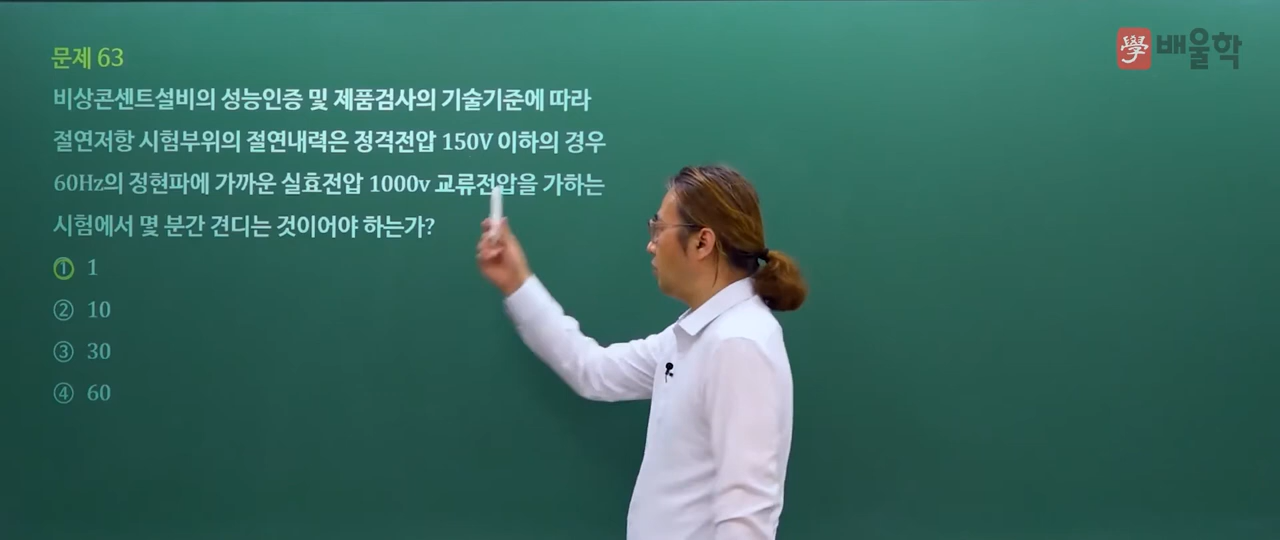 學 배울학
문제 63
비상콘센트설비의 성능인증 및 제품검사의 기술기준에 따라
절연저항 시험부위의 절연내력은 정격전압 150V 이하의 경우
60Hz의 정현파에 가까운 실효전압 1000v 교류전압을 가하는
시험에서 몇 분간 견디는 것이어야 하는가?
① 1
② 10
③ 30
④ 60